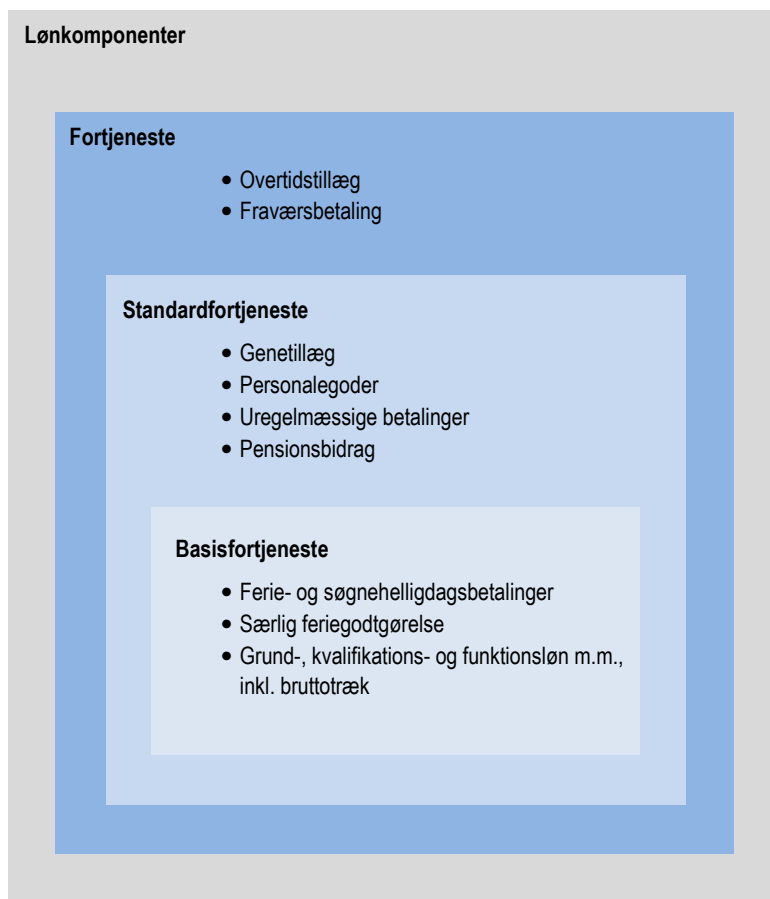 Lønkomponenter
Fortjeneste
• Overtidstillæg
• Fraværsbetaling
Standardfortjeneste
• Genetillæg
• Personalegoder
• Uregelmæssige betalinger
• Pensionsbidrag
Basisfortjeneste
• Ferie- og søgnehelligdagsbetalinger
• Særlig feriegodtgørelse
• Grund-, kvalifikations- og funktionsløn m.m.,
inkl. bruttotræk